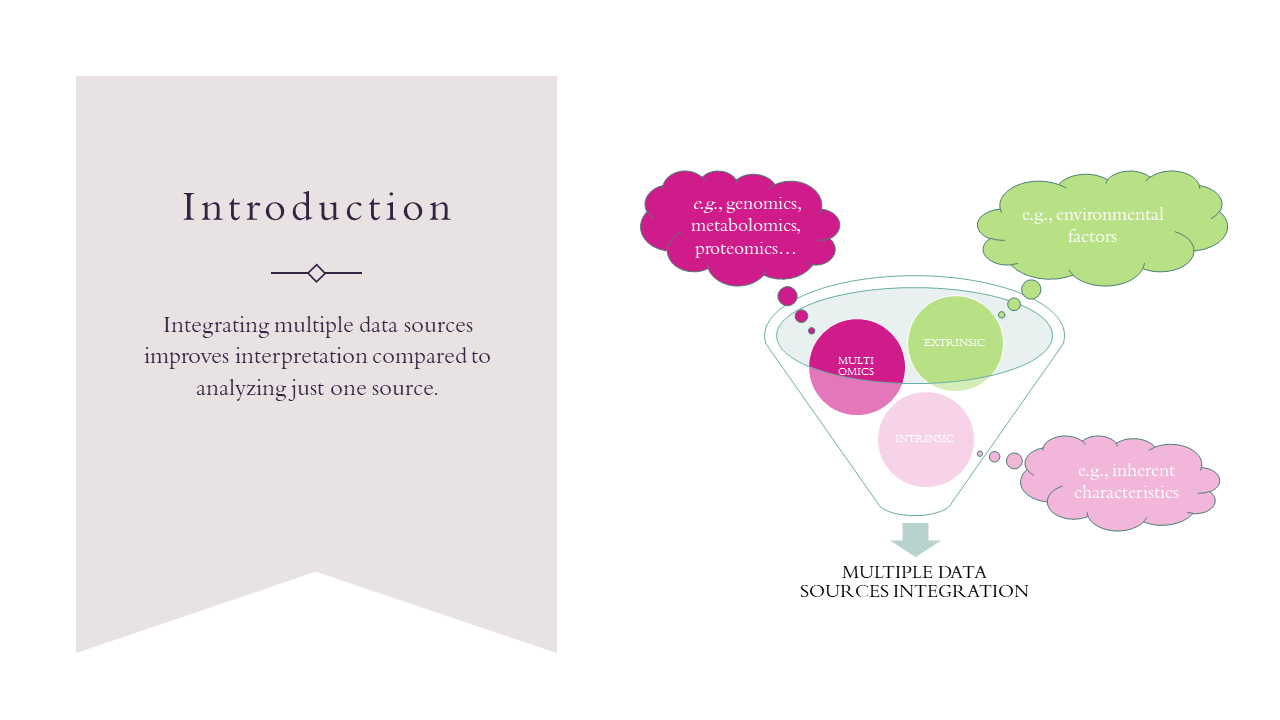 Introduction
Integrating multiple data sources
improves interpretation compared to
analyzing just one source.
e.g., genomics,
metabolomics,
proteomics…
e.g., environmental
factors
EXTRINSIC
MULTI
OMICS
INTRINSIC
e.g., inherent
characteristics
MULTIPLE DATA
SOURCES INTEGRATION